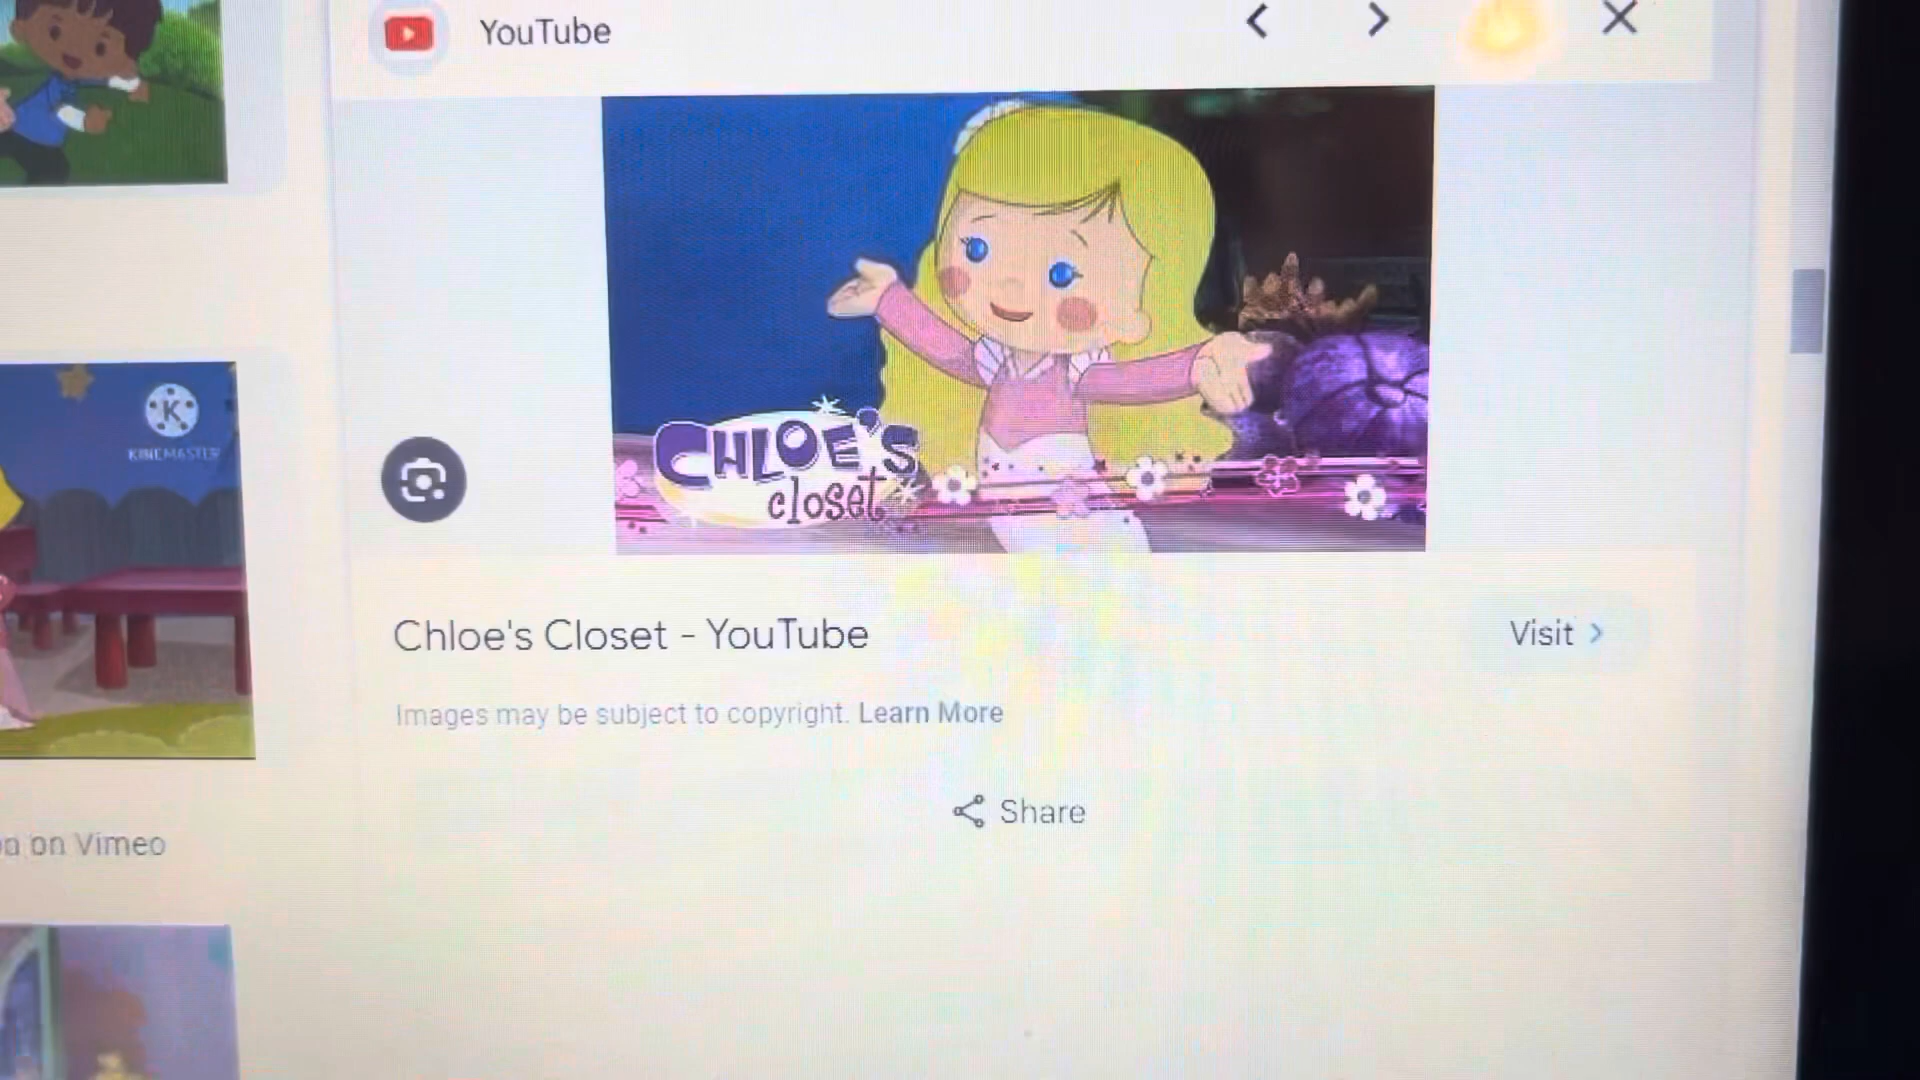 YouTube
K
KINEMASTER
CHLOE'S
closet
Chloe's Closet - YouTube
Visit
Images may be subject to copyright. Learn More
Share
on Vimeo